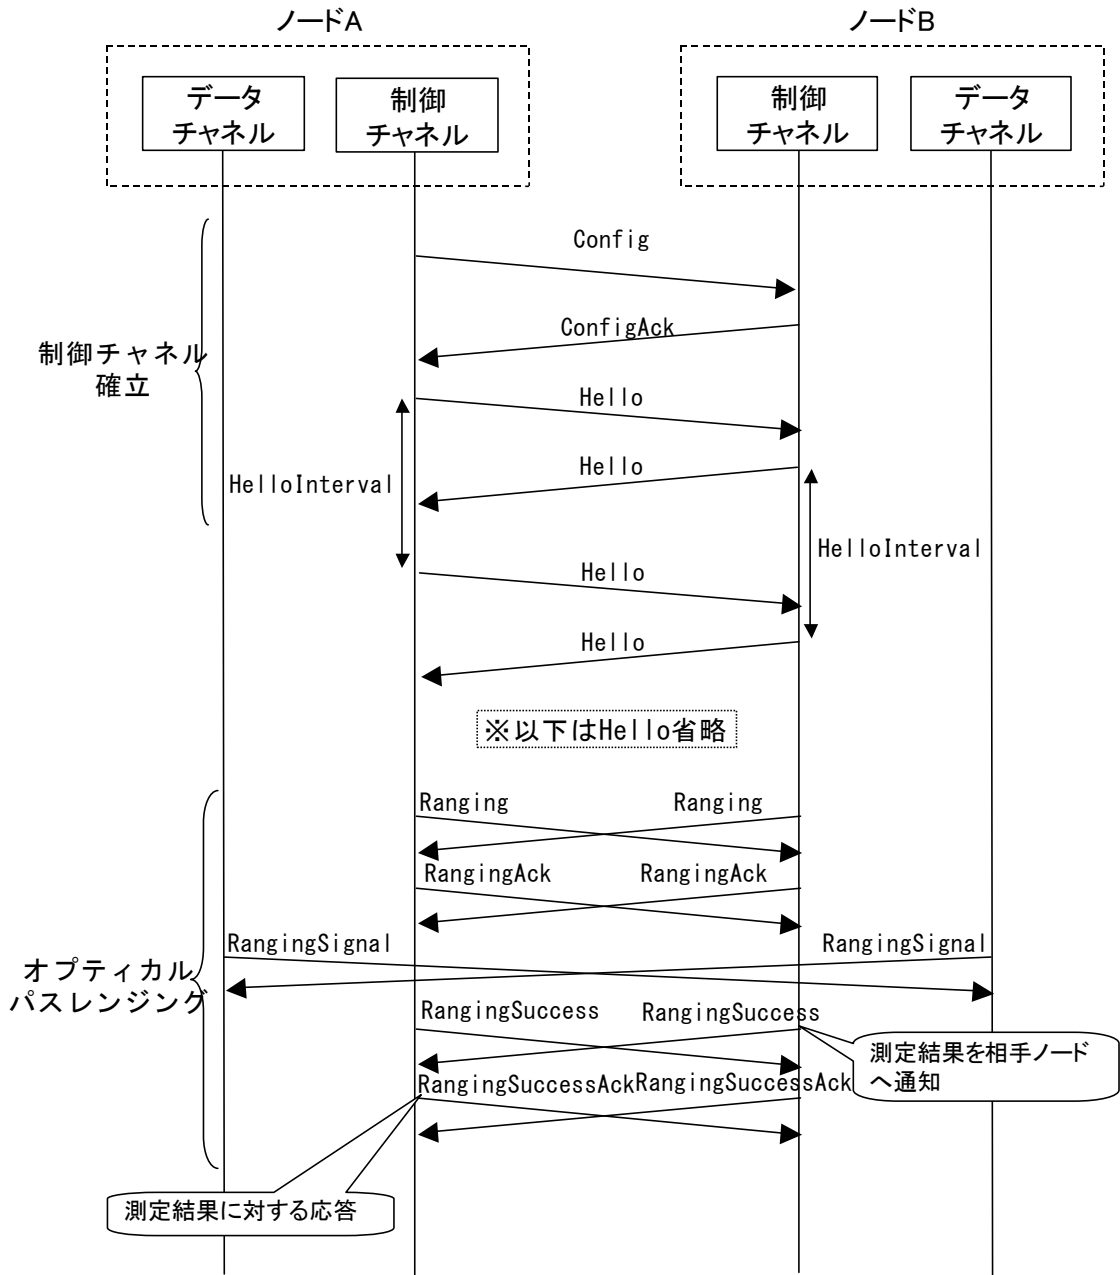 ノードA
ノードB
データ
チャネル
制御
チャネル
制御
チャネル
データ
チャネル
Config
ConfigAck
制御チャネル
確立
Hello
Hello
HelloInterval
HelloInterval
Hello
Hello
※以下はHello省略
Ranging
Ranging
RangingAck
RangingAck
RangingSignal
RangingSignal
オプティカル
パスレンジング
RangingSuccess
RangingSuccess
測定結果を相手ノード
へ通知
RangingSuccessAck
RangingSuccessAck
測定結果に対する応答